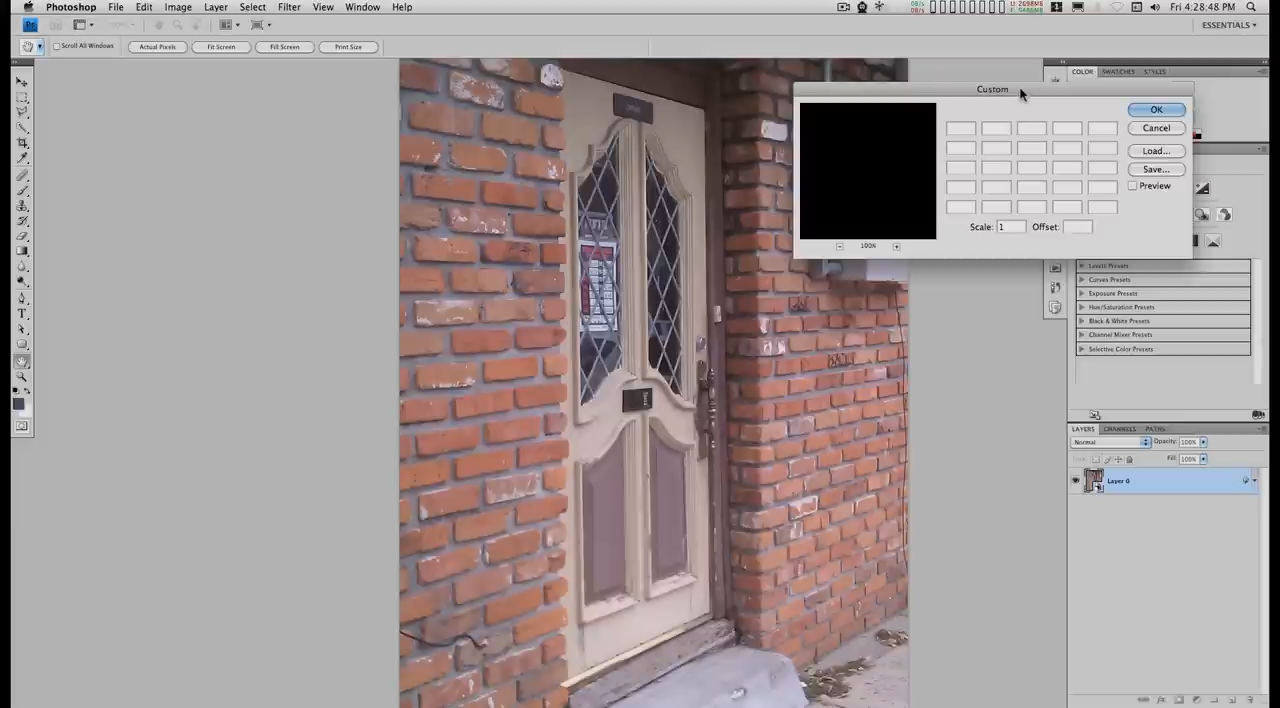 Photoshop File Edit Image Layer Select Filter View Window Help
Fri 4:28:48 PM
ESSENTIALS
Scroll All Windows Actual Pixels Fit Screen Fill Screen Print Size
COLOR SWATCHES STYLES
Custom
OK
Cancel
Load...
Save...
Preview
Scale: 1 Offset:
100%
Levels Presets
Curves Presets
Exposure Presets
Hue/Saturation Presets
Black & White Presets
Channel Mixer Presets
Selective Color Presets
LAYERS CHANNELS PATHS
Normal Opacity: 100%
Fill: 100%
Layer 0